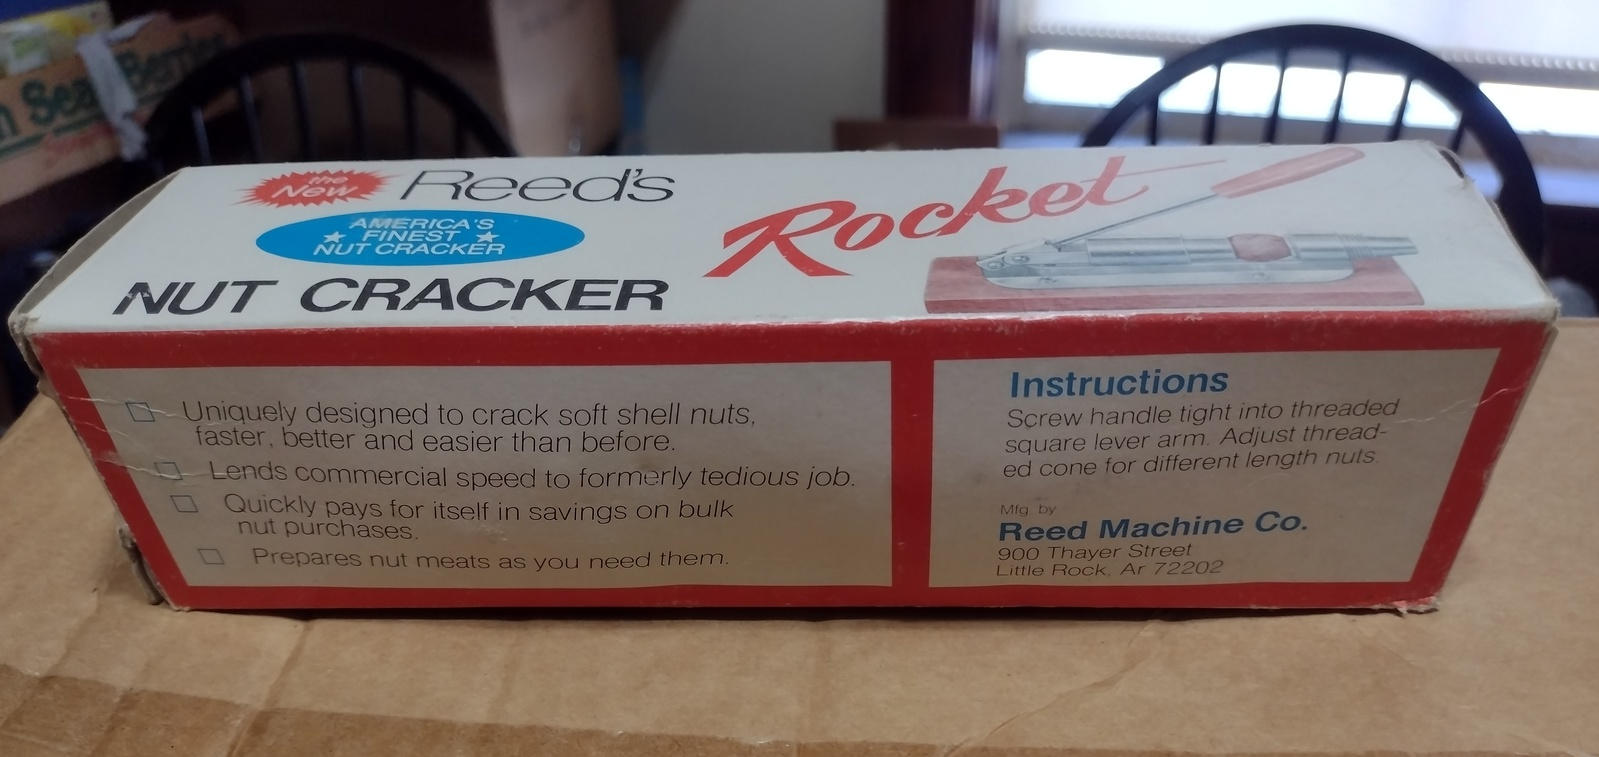 the
New
Reed's
Rocket
AMERICA'S
FINEST
NUT CRACKER
NUT CRACKER
Uniquely designed to crack soft shell nuts,
faster, better and easier than before.
Lends commercial speed to formerly tedious job.
Quickly pays for itself in savings on bulk
nut purchases.
Prepares nut meats as you need them.
Instructions
Screw handle tight into threaded
square lever arm. Adjust thread-
ed cone for different length nuts.
Mfg. by
Reed Machine Co.
900 Thayer Street
Little Rock, Ar 72202